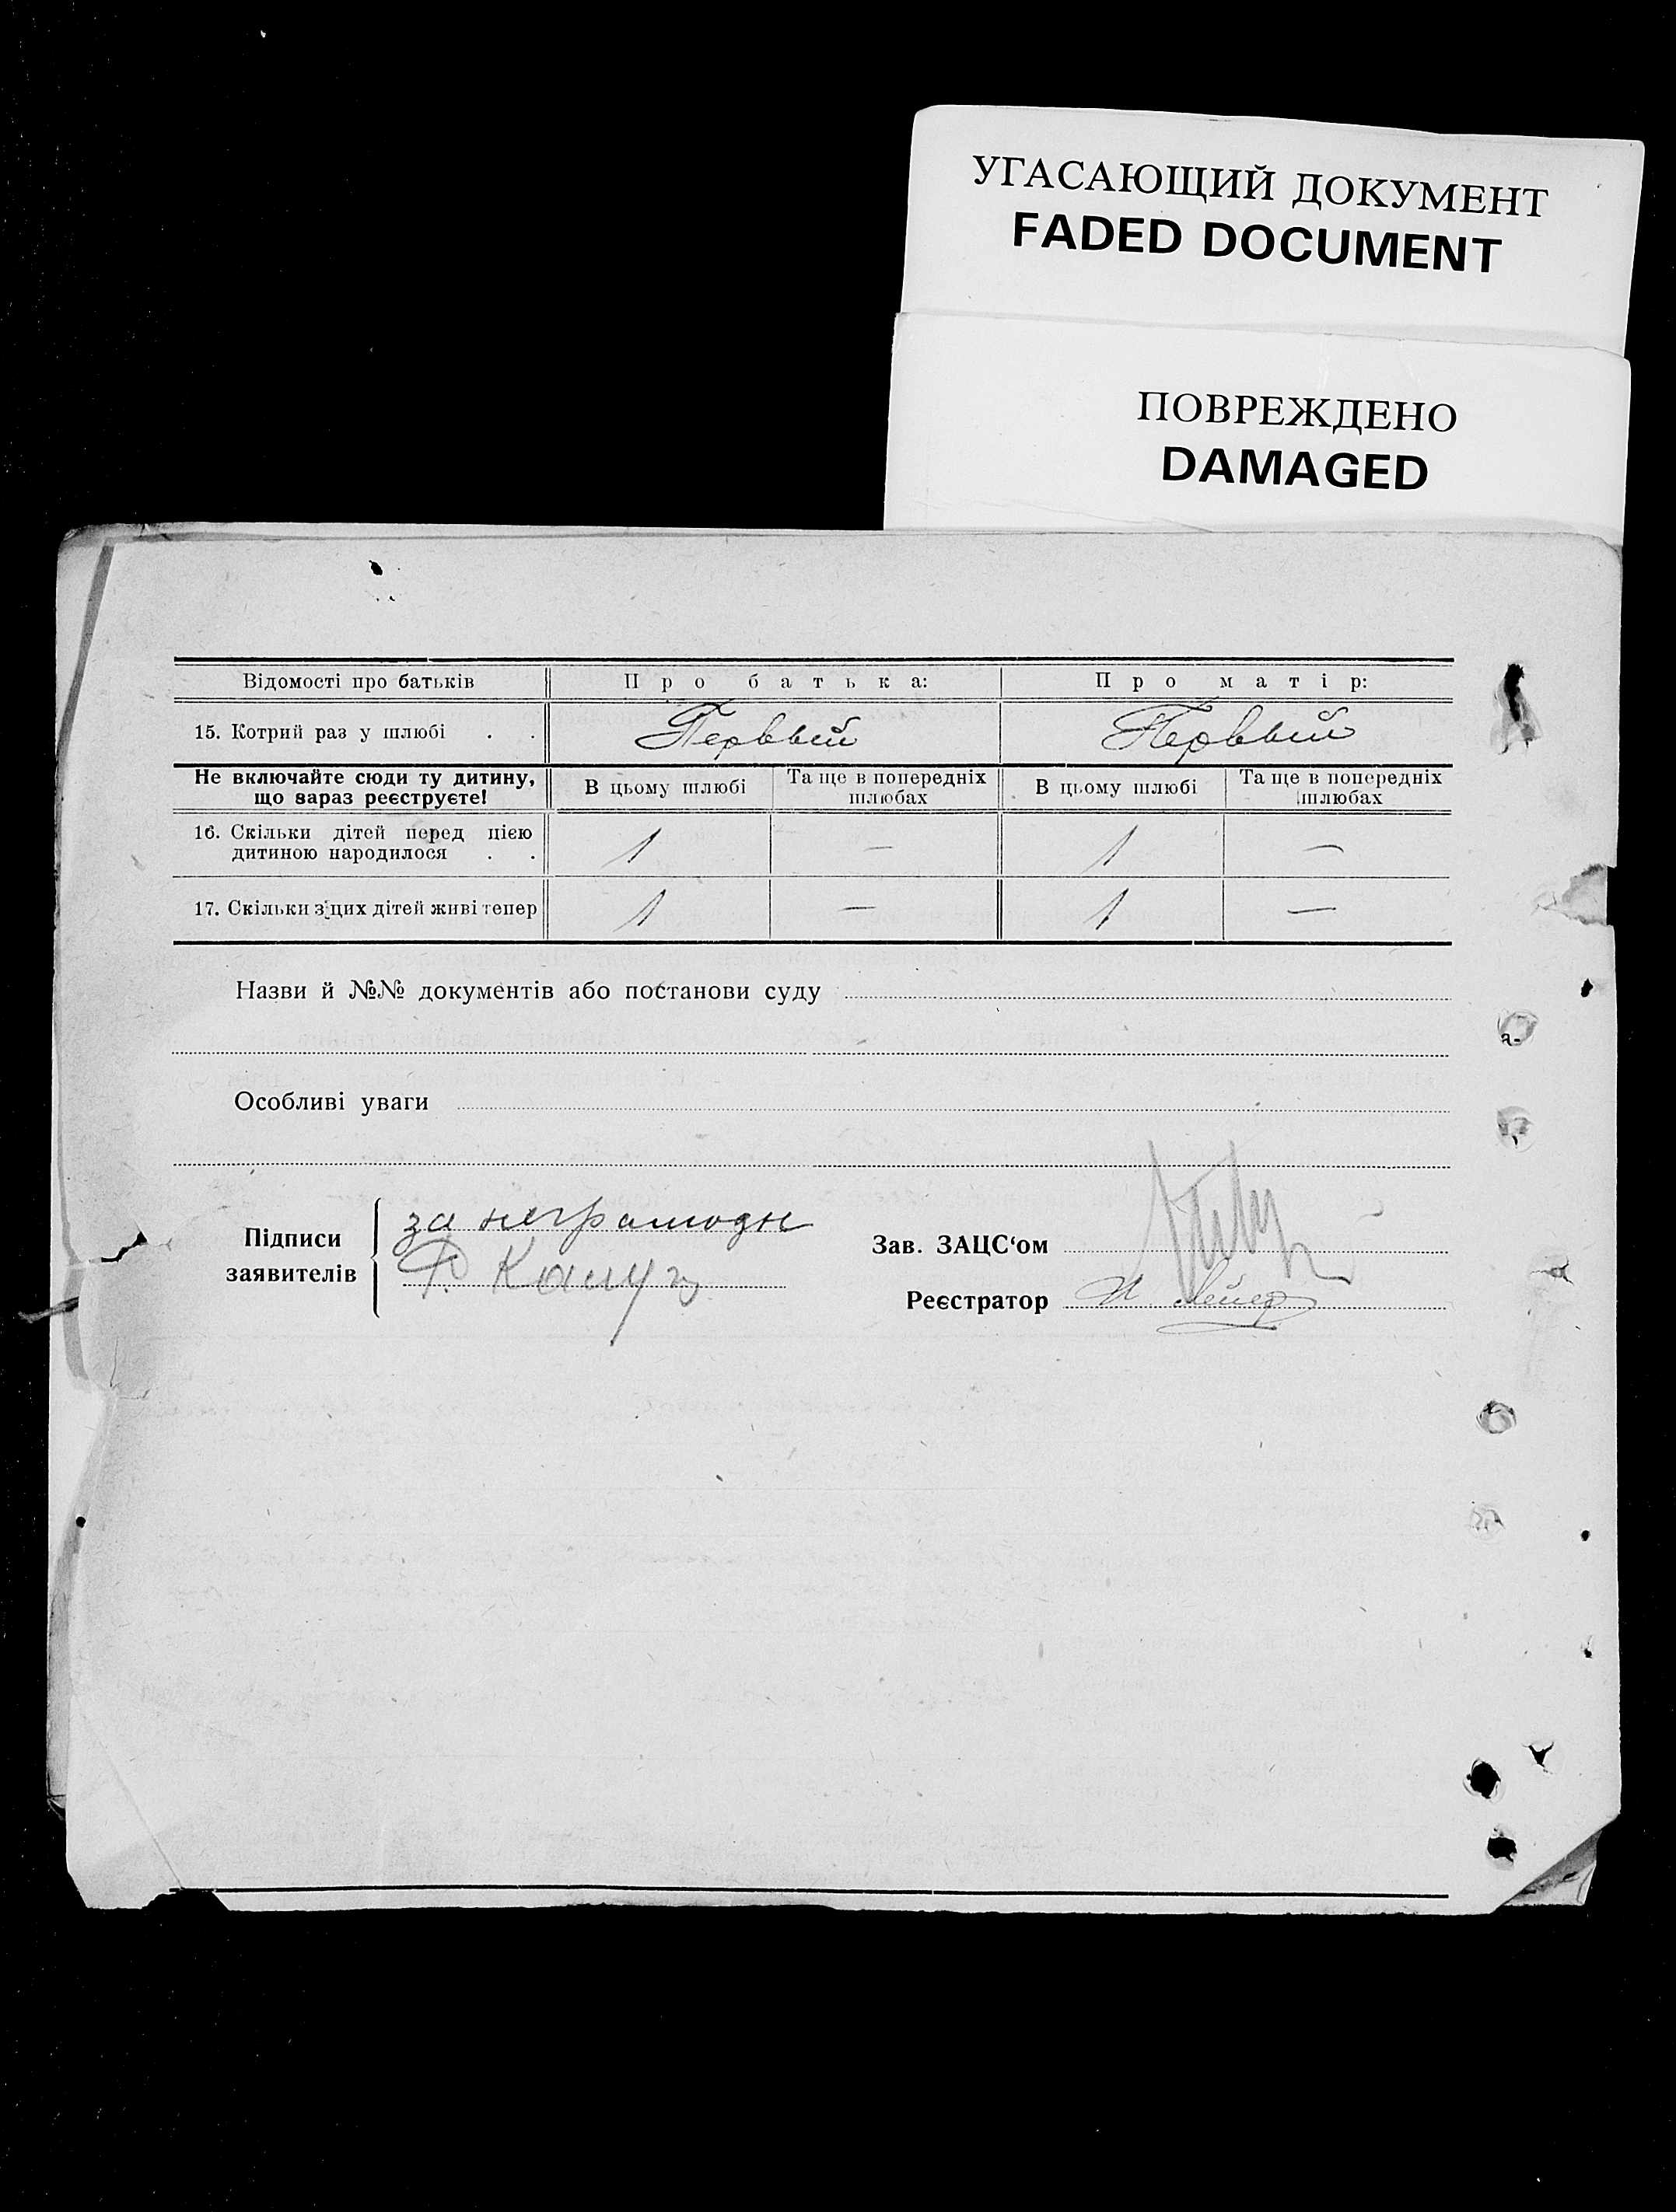 УГАСАЮЩИЙ ДОКУМЕНТ
FADED DOCUMENT
ПОВРЕЖДЕНО
DAMAGED
Відомості про батьків Про батька: Про матір:
15. Котрий раз у шлюбі . . Первый Первый
Не включайте сюди ту дитину, що зараз реєструєте! В цьому шлюбі Та ще в попередніх шлюбах В цьому шлюбі Та ще в попередніх шлюбах
16. Скільки дітей перед цією
дитиною народилося . . 1 — 1 —
17. Скільки з цих дітей живі тепер 1 — 1 —
Назви й №№ документів або постанови суду
Особливі уваги
Підписи
заявителів
за неграмодн
Зав. ЗАЦС‘ом
Реєстратор